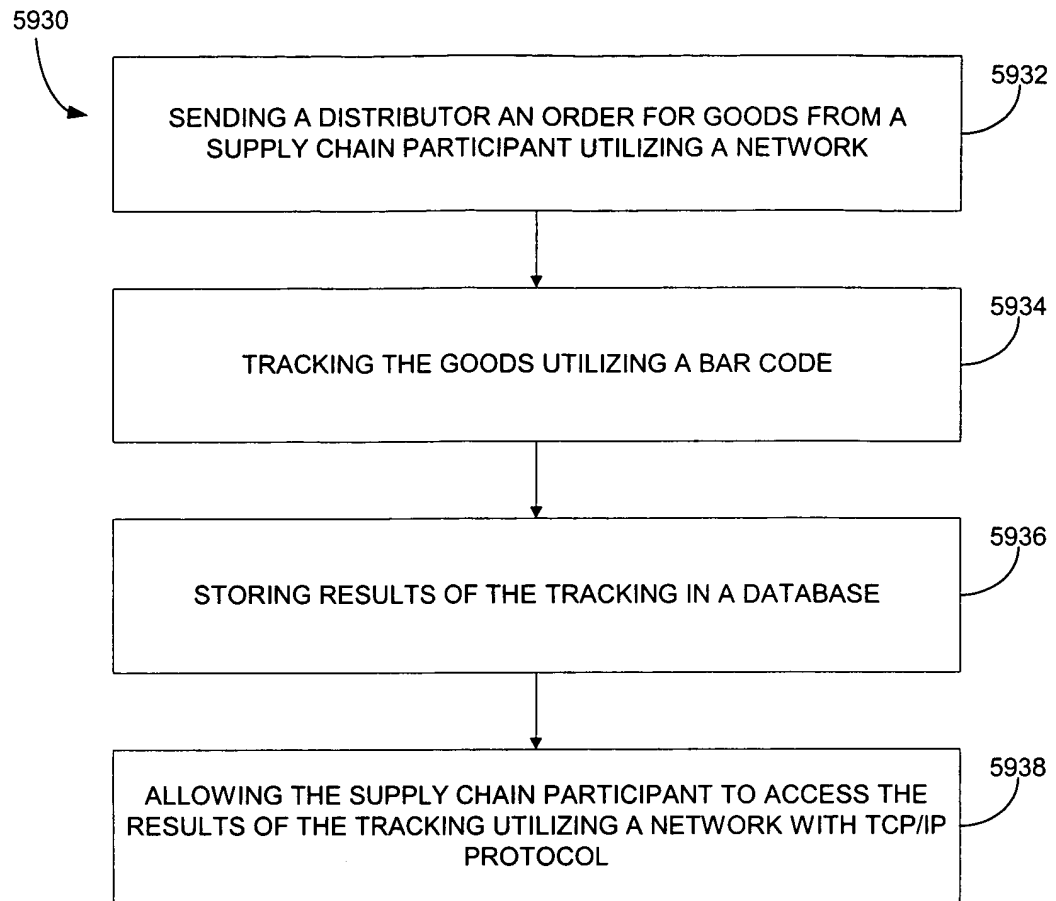 5930
5932
SENDING A DISTRIBUTOR AN ORDER FOR GOODS FROM A
SUPPLY CHAIN PARTICIPANT UTILIZING A NETWORK
5934
TRACKING THE GOODS UTILIZING A BAR CODE
5936
STORING RESULTS OF THE TRACKING IN A DATABASE
5938
ALLOWING THE SUPPLY CHAIN PARTICIPANT TO ACCESS THE
RESULTS OF THE TRACKING UTILIZING A NETWORK WITH TCP/IP
PROTOCOL